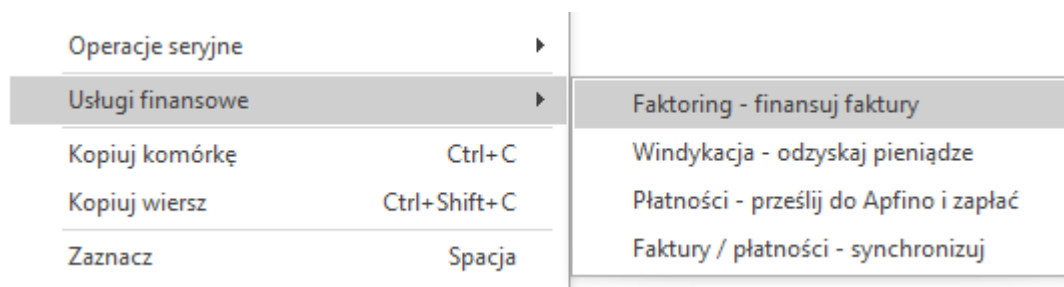 Operacje seryjne
Usługi finansowe
Kopiuj komórkę Ctrl+C
Kopiuj wiersz Ctrl+Shift+C
Zaznacz Spacja
Faktoring - finansuj faktury
Windykacja - odzyskaj pieniądze
Płatności - prześlij do Apfino i zapłać
Faktury / płatności - synchronizuj